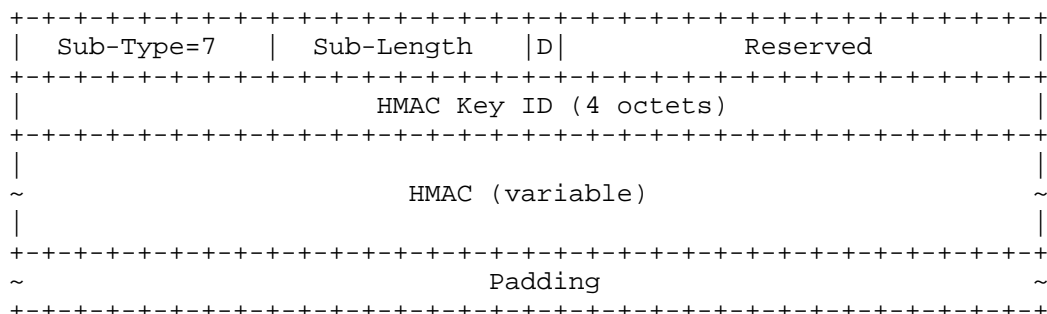 +-+-+-+-+-+-+-+-+-+-+-+-+-+-+-+-+-+-+-+-+-+-+-+-+-+-+-+-+-+-+-+-+
|  Sub-Type=7   |  Sub-Length   |D|           Reserved          |
+-+-+-+-+-+-+-+-+-+-+-+-+-+-+-+-+-+-+-+-+-+-+-+-+-+-+-+-+-+-+-+-+
|                      HMAC Key ID (4 octets)                   |
+-+-+-+-+-+-+-+-+-+-+-+-+-+-+-+-+-+-+-+-+-+-+-+-+-+-+-+-+-+-+-+-+
|                                                               |
~                        HMAC (variable)                        ~
|                                                               |
+-+-+-+-+-+-+-+-+-+-+-+-+-+-+-+-+-+-+-+-+-+-+-+-+-+-+-+-+-+-+-+-+
~                             Padding                           ~
+-+-+-+-+-+-+-+-+-+-+-+-+-+-+-+-+-+-+-+-+-+-+-+-+-+-+-+-+-+-+-+-+